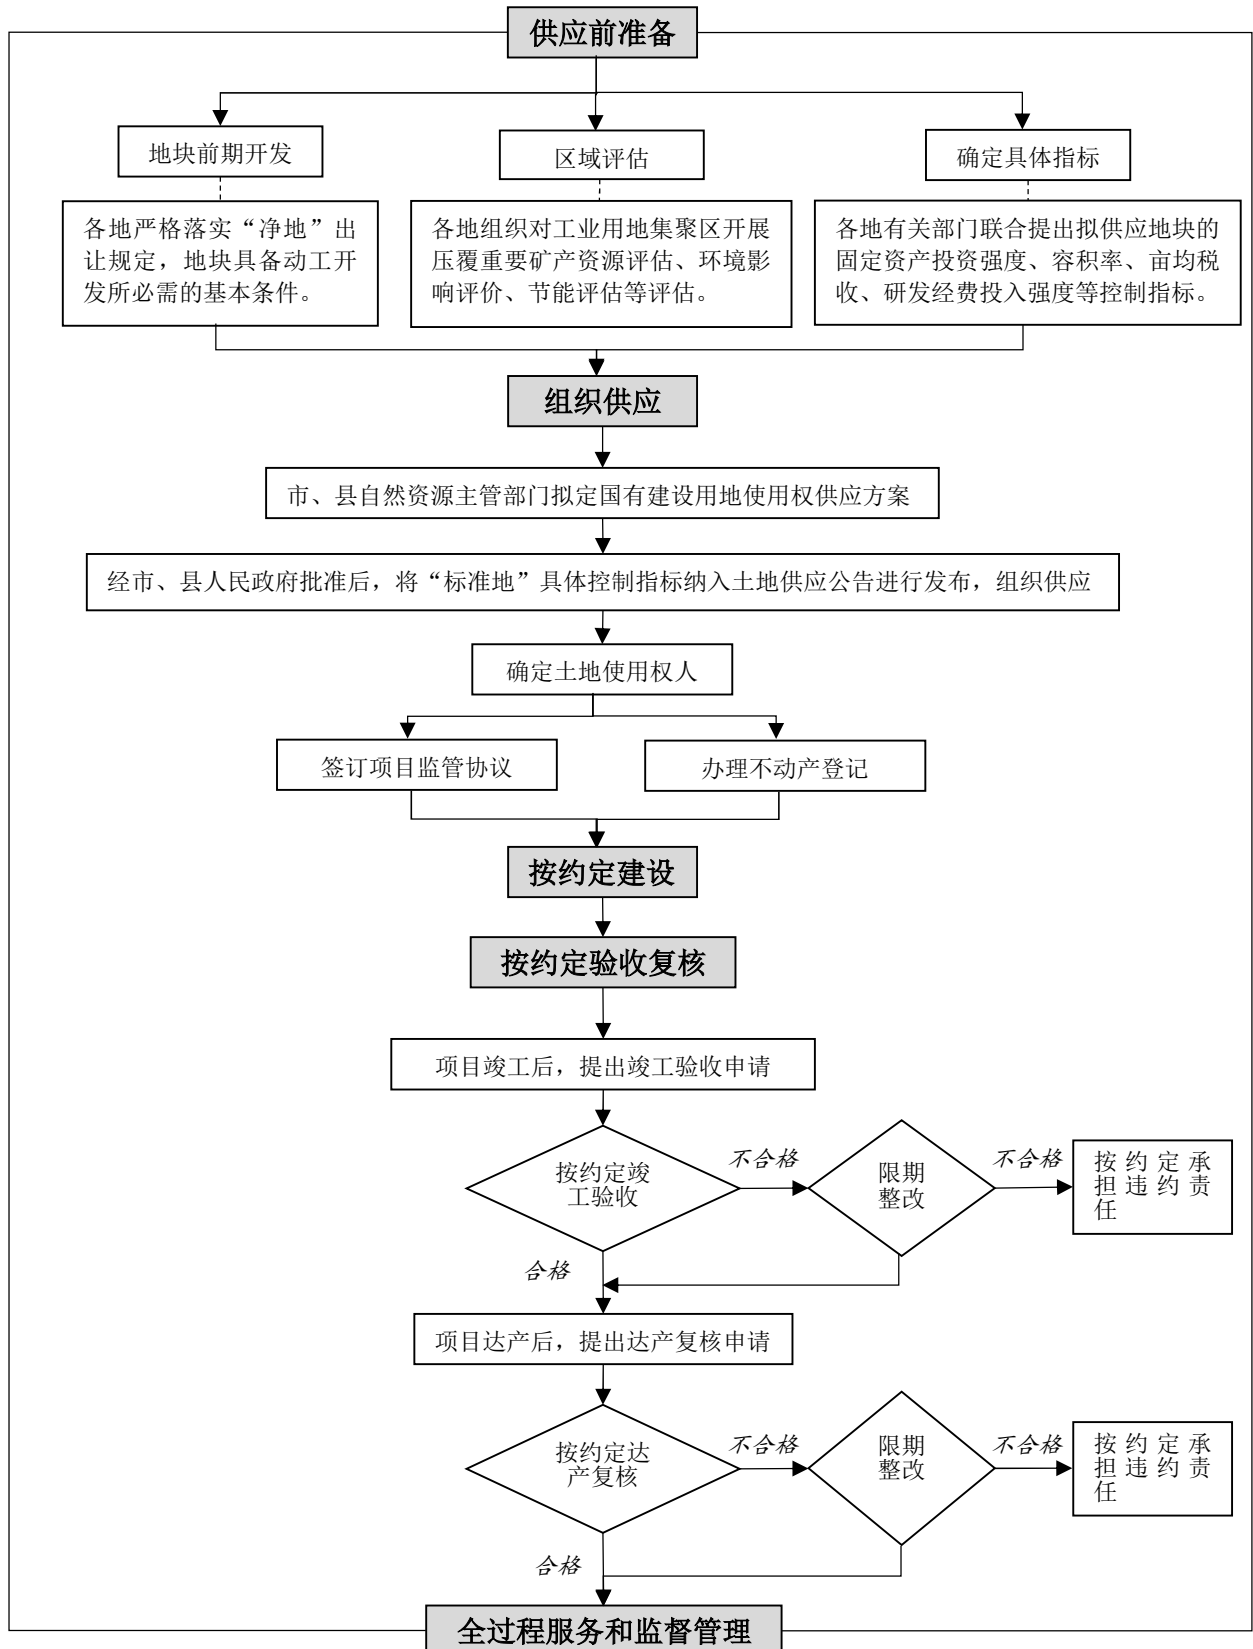 供应前准备
地块前期开发
区域评估
确定具体指标
各地严格落实“净地”出
让规定，地块具备动工开
发所必需的基本条件。
各地组织对工业用地集聚区开展
压覆重要矿产资源评估、环境影
响评价、节能评估等评估。
各地有关部门联合提出拟供应地块的
固定资产投资强度、容积率、亩均税
收、研发经费投入强度等控制指标。
组织供应
市、县自然资源主管部门拟定国有建设用地使用权供应方案
经市、县人民政府批准后，将“标准地”具体控制指标纳入土地供应公告进行发布，组织供应
确定土地使用权人
签订项目监管协议
办理不动产登记
按约定建设
按约定验收复核
项目竣工后，提出竣工验收申请
按约定竣
工验收
不合格
限期
整改
不合格
按约定承
担违约责
任
合格
项目达产后，提出达产复核申请
按约定达
产复核
不合格
限期
整改
不合格
按约定承
担违约责
任
合格
全过程服务和监督管理